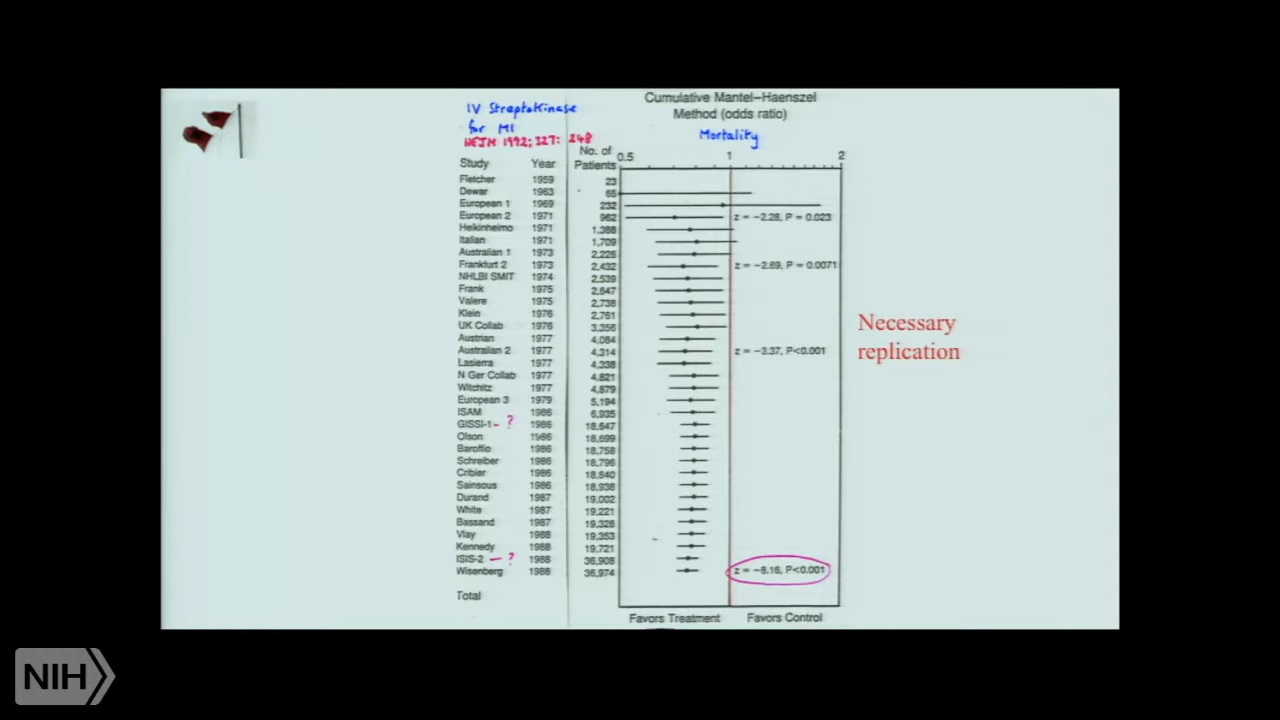 IV Streptokinase
for MI
NEJM 1992; 327: 248
Cumulative Mantel–Haenszel
Method (odds ratio)
Mortality
Study Year No. of Patients 0.5 1 2
Fletcher 1959 23
Dewar 1963 65
European 1 1969 232
European 2 1971 962 z = −2.28, P = 0.023
Heikinheimo 1971 1,388
Italian 1971 1,709
Australian 1 1973 2,226
Frankfurt 2 1973 2,432 z = −2.69, P = 0.0071
NHLBI SMIT 1974 2,539
Frank 1975 2,647
Valere 1975 2,738
Klein 1976 2,761
UK Collab 1976 3,356
Austrian 1977 4,084
Australian 2 1977 4,314 z = −3.37, P<0.001
Lasierra 1977 4,338
N Ger Collab 1977 4,821
Witchitz 1977 4,879
European 3 1979 5,194
ISAM 1986 6,935
GISSI-1 – ? 1986 18,647
Olson 1986 18,699
Baroffio 1986 18,758
Schreiber 1986 18,796
Cribier 1986 18,840
Sainsous 1986 18,938
Durand 1987 19,002
White 1987 19,221
Bassand 1987 19,328
Vlay 1988 19,353
Kennedy 1988 19,721
ISIS-2 – ? 1988 36,908
Wisenberg 1988 36,974 z = −8.16, P<0.001
Total
Favors Treatment Favors Control
Necessary
replication
NIH